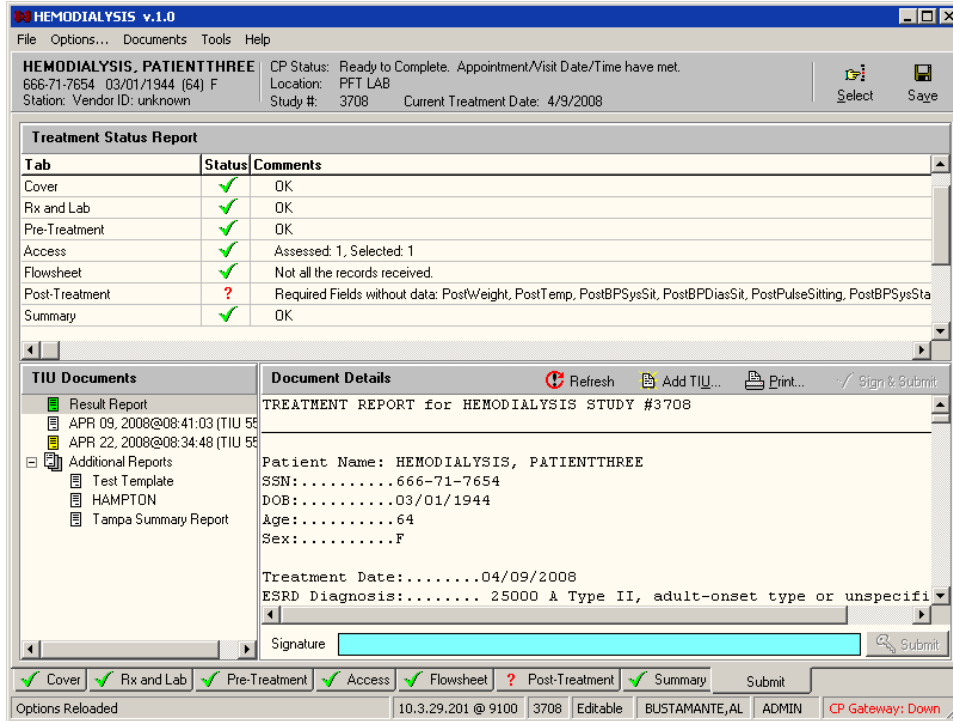 HEMODIALYSIS v.1.0
File Options... Documents Tools Help
HEMODIALYSIS, PATIENTTHREE
666-71-7654 03/01/1944 (64) F
Station: Vendor ID: unknown
CP Status: Ready to Complete. Appointment/Visit Date/Time have met.
Location: PFT LAB
Study #: 3708 Current Treatment Date: 4/9/2008
Select Save
Treatment Status Report
Tab Status Comments
Cover OK
Rx and Lab OK
Pre-Treatment OK
Access Assessed: 1, Selected: 1
Flowsheet Not all the records received.
Post-Treatment ? Required Fields without data: PostWeight, PostTemp, PostBPSysSit, PostBPDiasSit, PostPulseSitting, PostBPSysSta
Summary OK
TIU Documents
Result Report
APR 09, 2008@08:41:03 (TIU 55
APR 22, 2008@08:34:48 (TIU 55
Additional Reports
Test Template
HAMPTON
Tampa Summary Report
Document Details Refresh Add TIU... Print... Sign & Submit
TREATMENT REPORT for HEMODIALYSIS STUDY #3708
Patient Name: HEMODIALYSIS, PATIENTTHREE
SSN:..........666-71-7654
DOB:..........03/01/1944
Age:..........64
Sex:..........F
Treatment Date:........04/09/2008
ESRD Diagnosis:........ 25000 A Type II, adult-onset type or unspecifi
Signature Submit
Cover Rx and Lab Pre-Treatment Access Flowsheet ? Post-Treatment Summary Submit
Options Reloaded 10.3.29.201 @ 9100 3708 Editable BUSTAMANTE,AL ADMIN CP Gateway: Down